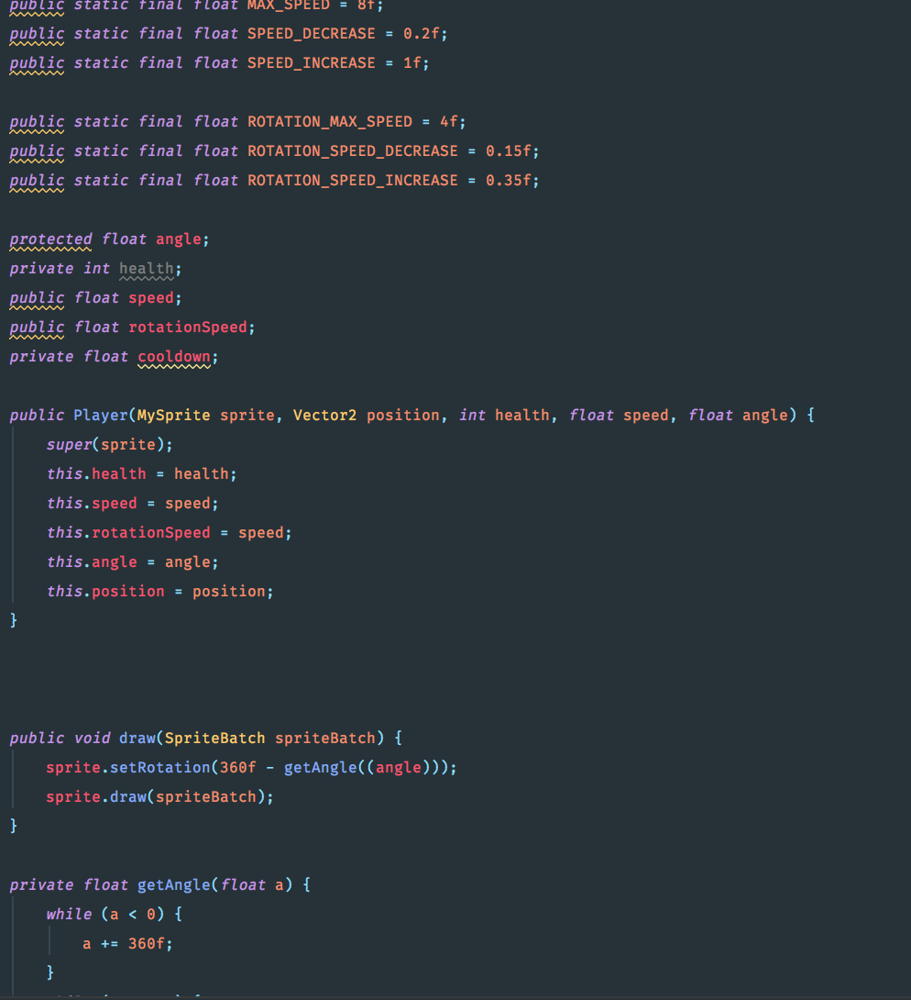 public static final float MAX_SPEED = 8f;
public static final float SPEED_DECREASE = 0.2f;
public static final float SPEED_INCREASE = 1f;
public static final float ROTATION_MAX_SPEED = 4f;
public static final float ROTATION_SPEED_DECREASE = 0.15f;
public static final float ROTATION_SPEED_INCREASE = 0.35f;
protected float angle;
private int health;
public float speed;
public float rotationSpeed;
private float cooldown;
public Player(MySprite sprite, Vector2 position, int health, float speed, float angle) {
super(sprite);
this.health = health;
this.speed = speed;
this.rotationSpeed = speed;
this.angle = angle;
this.position = position;
}
public void draw(SpriteBatch spriteBatch) {
sprite.setRotation(360f - getAngle((angle)));
sprite.draw(spriteBatch);
}
private float getAngle(float a) {
while (a < 0) {
a += 360f;
}